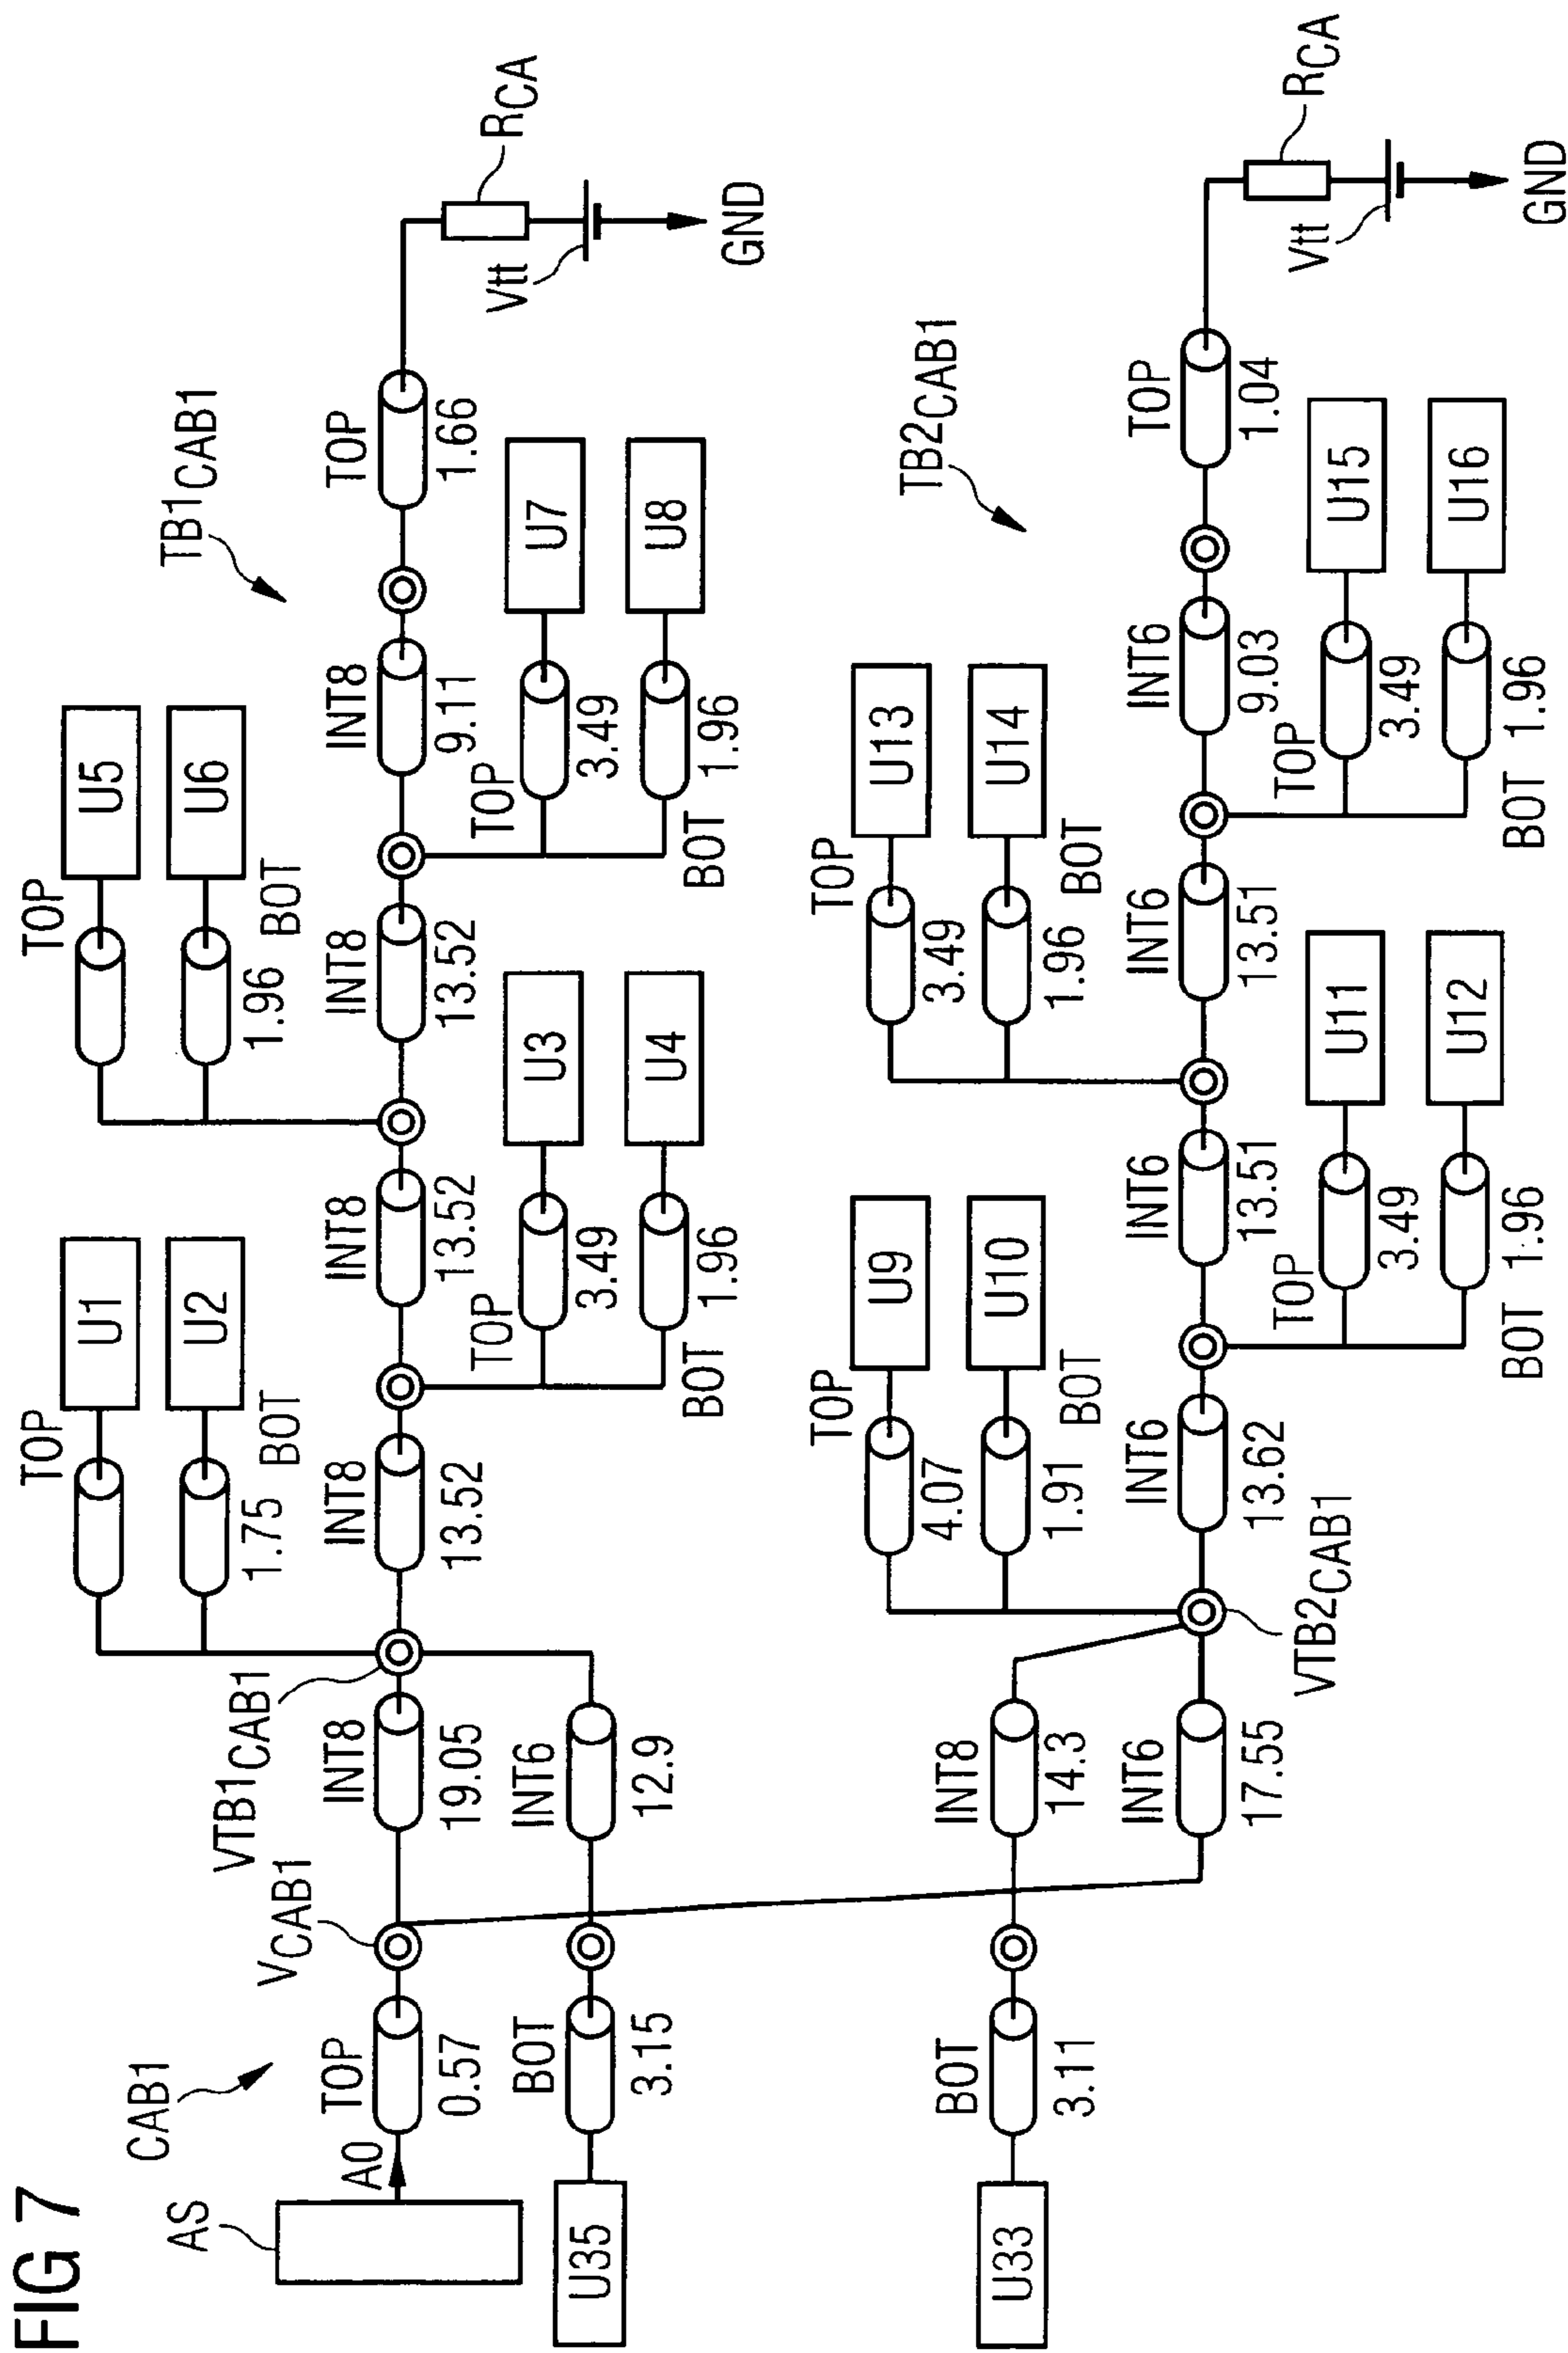 FIG 7
TOP
U1
TOP
U5
U2
U6
1.75
BOT
1.96
BOT
CAB1
VTB1CAB1
TB1CAB1
AS
VCAB1
A0
TOP
0.57
INT8
19.05
INT8
13.52
INT8
13.52
INT8
13.52
INT8
9.11
TOP
1.66
RCA
Vtt
GND
U35
BOT
3.15
INT6
12.9
TOP
3.49
U3
TOP
3.49
U7
BOT
1.96
U4
BOT
1.96
U8
TOP
4.07
U9
TOP
3.49
U13
1.91
U10
BOT
1.96
U14
BOT
TB2CAB1
U33
BOT
3.11
INT8
14.3
INT6
17.55
VTB2CAB1
INT6
13.62
INT6
13.51
INT6
13.51
INT6
9.03
TOP
1.04
RCA
Vtt
GND
TOP
3.49
U11
TOP
3.49
U15
BOT
1.96
U12
BOT
1.96
U16